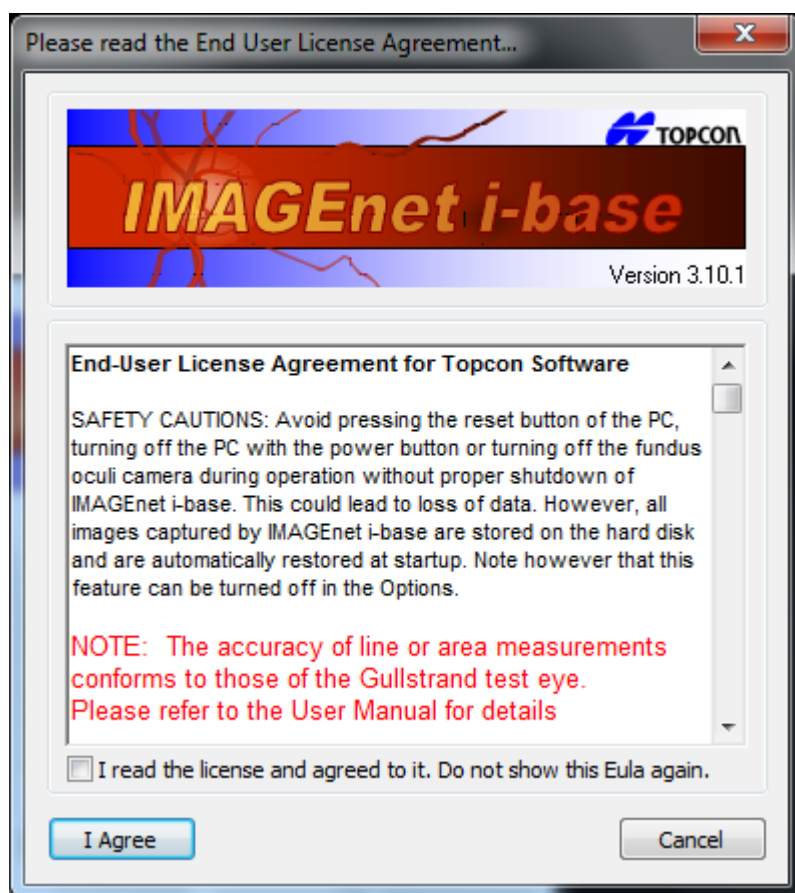 Please read the End User License Agreement...
TOPCON
IMAGEnet i-base
Version 3.10.1
End-User License Agreement for Topcon Software
SAFETY CAUTIONS: Avoid pressing the reset button of the PC,
turning off the PC with the power button or turning off the fundus
oculi camera during operation without proper shutdown of
IMAGEnet i-base. This could lead to loss of data. However, all
images captured by IMAGEnet i-base are stored on the hard disk
and are automatically restored at startup. Note however that this
feature can be turned off in the Options.
NOTE: The accuracy of line or area measurements
conforms to those of the Gullstrand test eye.
Please refer to the User Manual for details
I read the license and agreed to it. Do not show this Eula again.
I Agree
Cancel